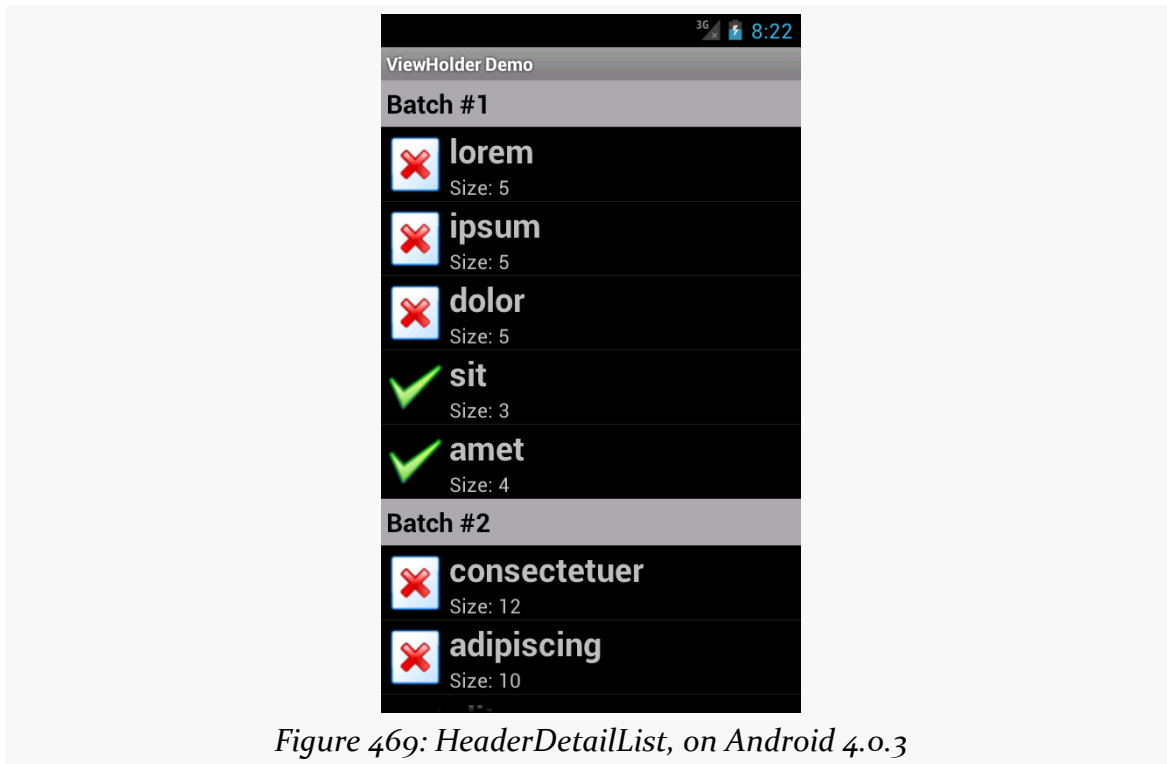 3G 8:22
ViewHolder Demo
Batch #1
lorem
Size: 5
ipsum
Size: 5
dolor
Size: 5
sit
Size: 3
amet
Size: 4
Batch #2
consectetuer
Size: 12
adipiscing
Size: 10
Figure 469: HeaderDetailList, on Android 4.0.3